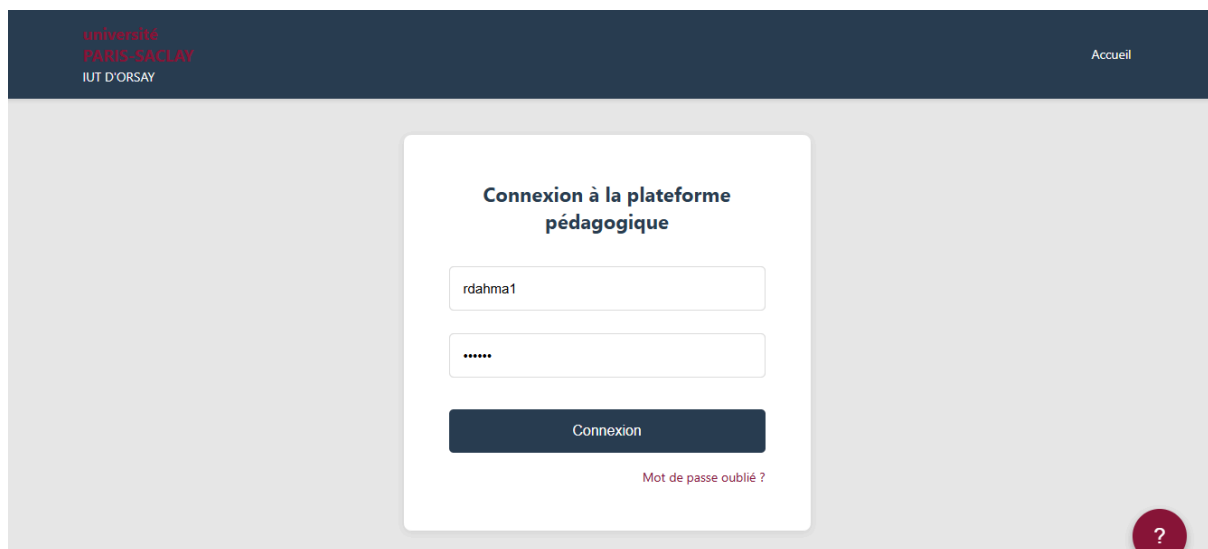 université
PARIS-SACLAY
IUT D'ORSAY
Accueil
Connexion à la plateforme
pédagogique
rdahma1
••••••
Connexion
Mot de passe oublié ?
?